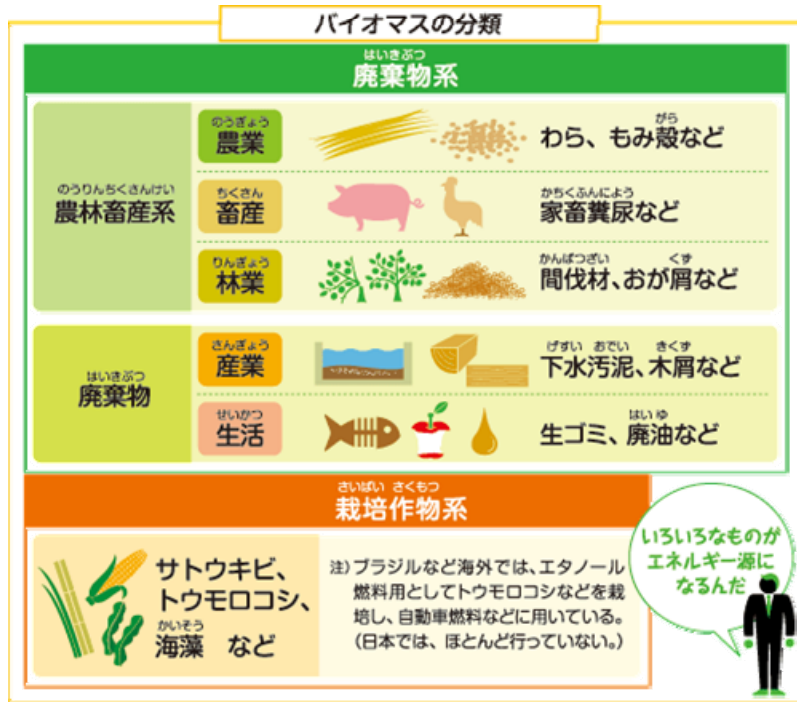 バイオマスの分類
はいきぶつ
廃棄物系
のうりんちくさんけい
農林畜産系
のうぎょう
農業
がら
わら、もみ殻など
ちくさん
畜産
かちくふんにょう
家畜糞尿など
りんぎょう
林業
かんばつざい くず
間伐材、おが屑など
はいきぶつ
廃棄物
さんぎょう
産業
げすい おでい きくず
下水汚泥、木屑など
せいかつ
生活
はいゆ
生ゴミ、廃油など
さいばい さくもつ
栽培作物系
サトウキビ、
トウモロコシ、
かいそう
海藻 など
注)ブラジルなど海外では、エタノール
燃料用としてトウモロコシなどを栽
培し、自動車燃料などに用いている。
(日本では、ほとんど行っていない。)
いろいろなものが
エネルギー源に
なるんだ